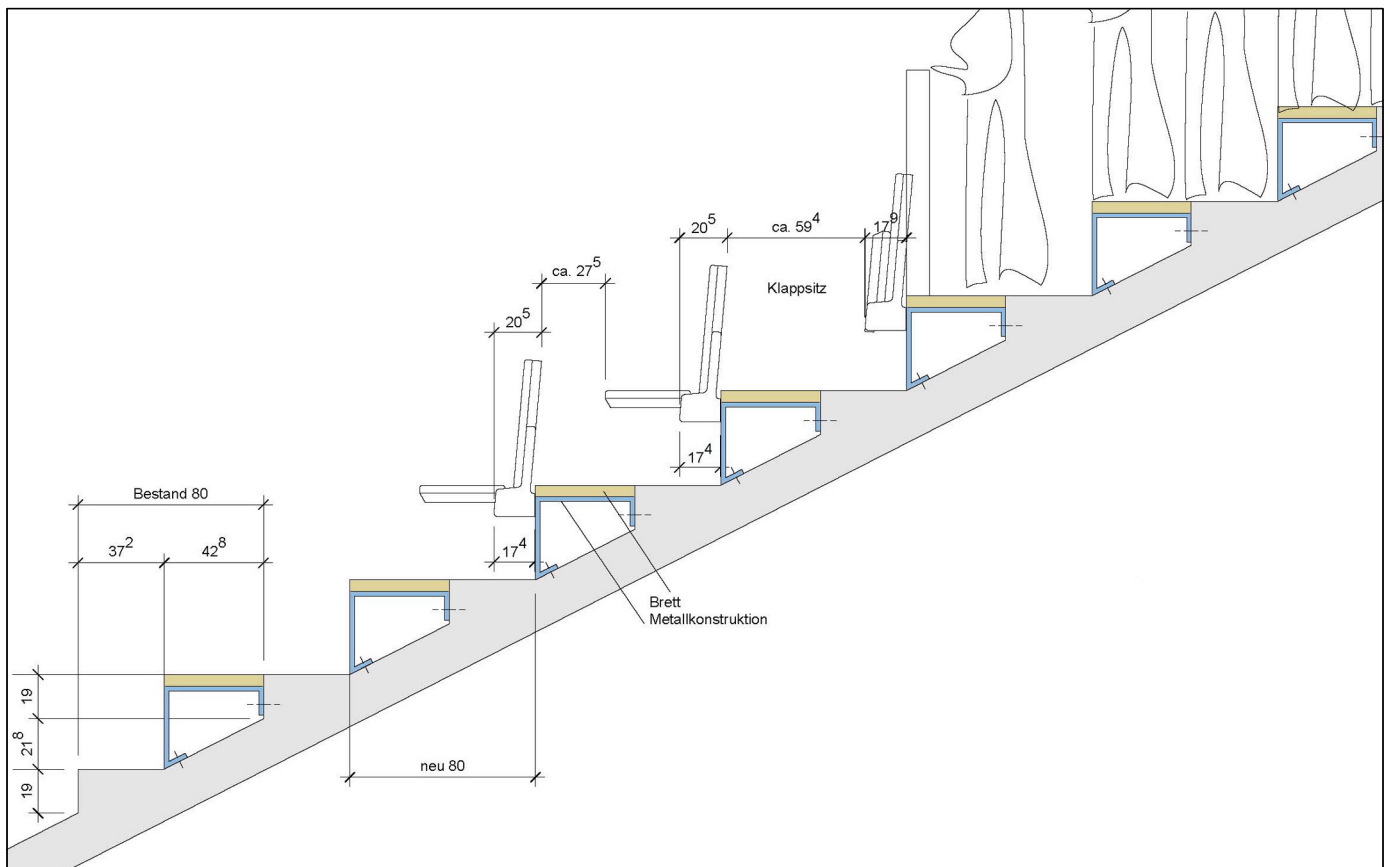 20⁵
ca. 59⁴
17⁹
ca. 27⁵
Klappsitz
20⁵
17⁴
Bestand 80
37²
42⁸
17⁴
Brett
Metallkonstruktion
19
21⁸
19
neu 80